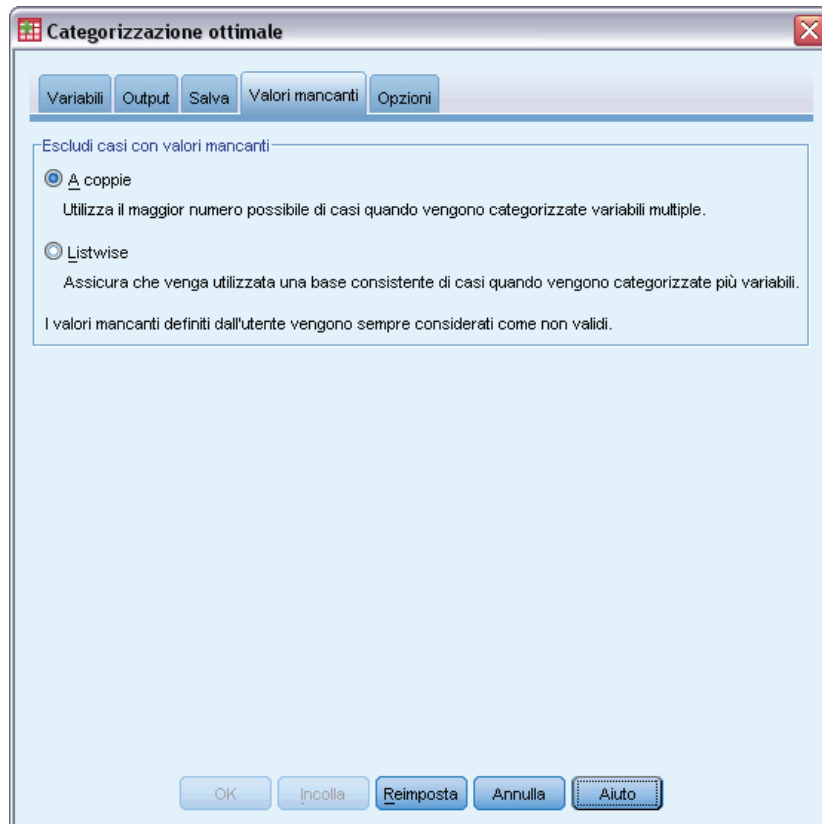 Categorizzazione ottimale
Variabili Output Salva Valori mancanti Opzioni
Escludi casi con valori mancanti
A coppie
Utilizza il maggior numero possibile di casi quando vengono categorizzate variabili multiple.
Listwise
Assicura che venga utilizzata una base consistente di casi quando vengono categorizzate più variabili.
I valori mancanti definiti dall'utente vengono sempre considerati come non validi.
OK Incolla Reimposta Annulla Aiuto